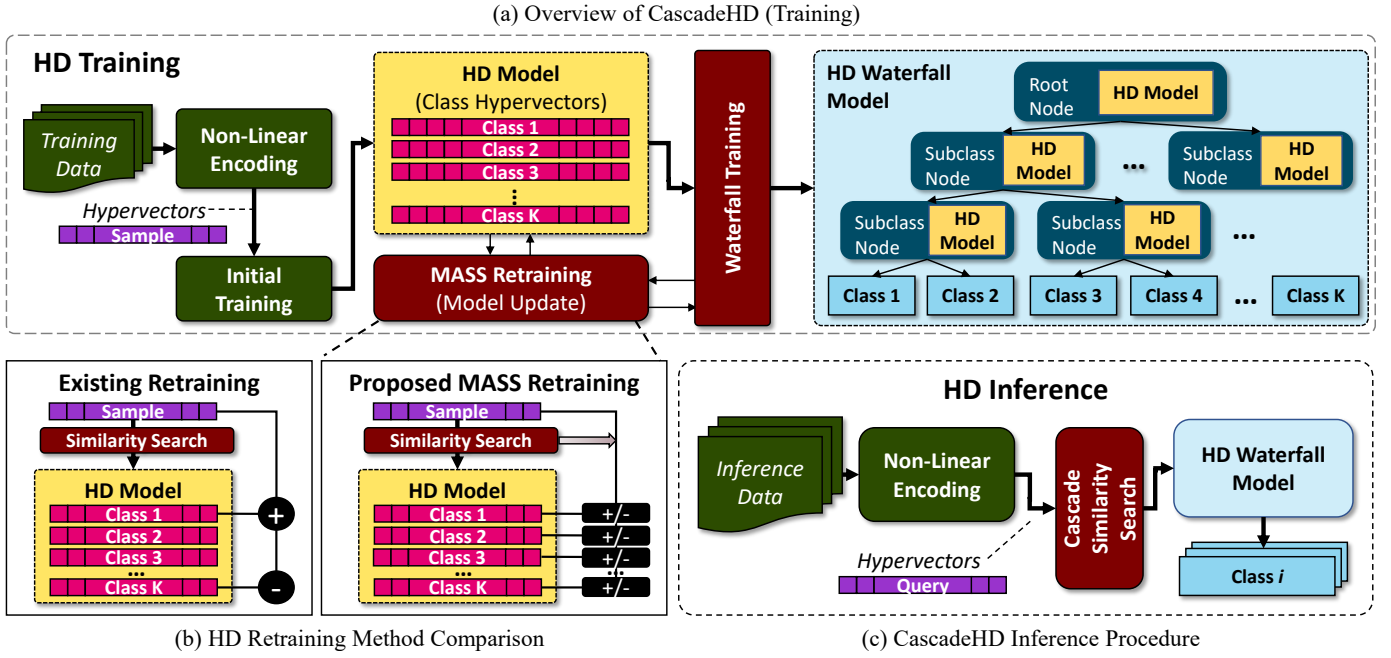 (a) Overview of CascadeHD (Training)
HD Training
Training
Data
Non-Linear
Encoding
Hypervectors
Sample
Initial
Training
HD Model
(Class Hypervectors)
Class 1
Class 2
Class 3
...
Class K
MASS Retraining
(Model Update)
Waterfall Training
HD Waterfall
Model
Root
Node
HD Model
Subclass
Node
HD
Model
...
Subclass
Node
HD
Model
Subclass
Node
HD
Model
Subclass
Node
HD
Model
...
Class 1
Class 2
Class 3
Class 4
...
Class K
Existing Retraining
Sample
Similarity Search
HD Model
Class 1
Class 2
Class 3
...
Class K
+
-
Proposed MASS Retraining
Sample
Similarity Search
HD Model
Class 1
Class 2
Class 3
...
Class K
+/-
+/-
+/-
...
+/-
(b) HD Retraining Method Comparison
HD Inference
Inference
Data
Non-Linear
Encoding
Hypervectors
Query
Cascade
Similarity
Search
HD Waterfall
Model
Class i
(c) CascadeHD Inference Procedure